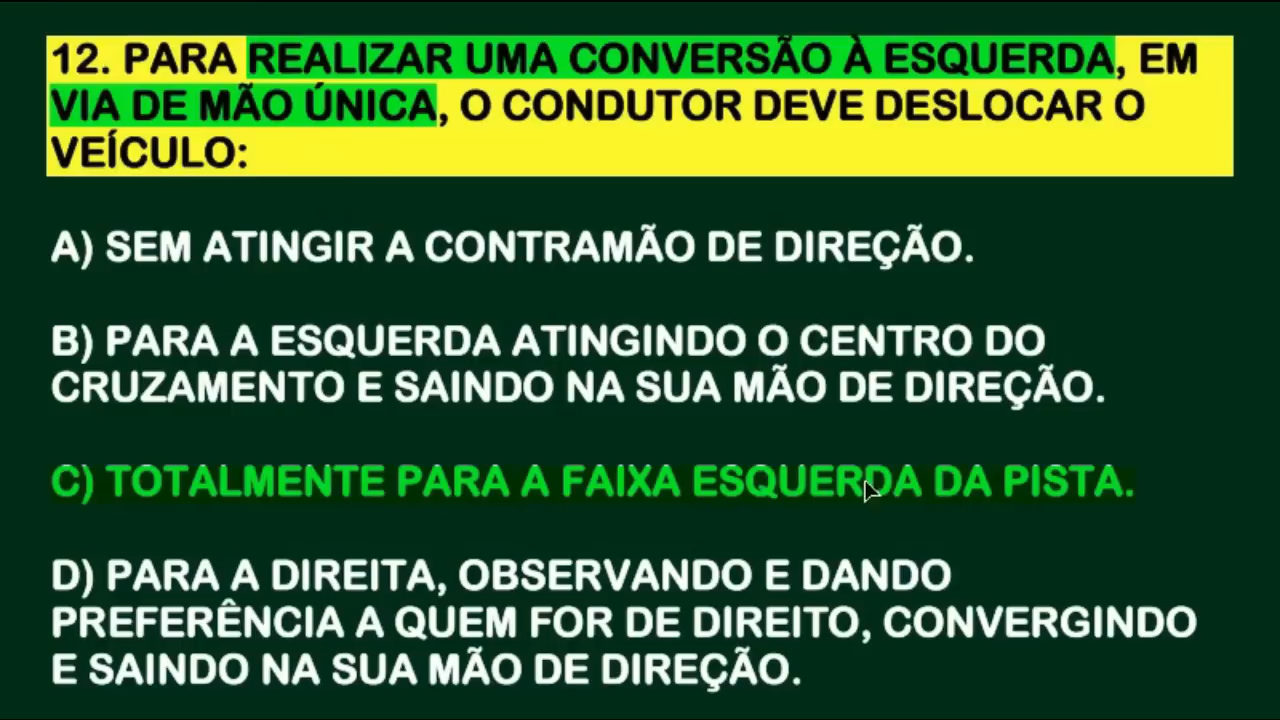 12. PARA REALIZAR UMA CONVERSÃO À ESQUERDA, EM
VIA DE MÃO ÚNICA, O CONDUTOR DEVE DESLOCAR O
VEÍCULO:
A) SEM ATINGIR A CONTRAMÃO DE DIREÇÃO.
B) PARA A ESQUERDA ATINGINDO O CENTRO DO
CRUZAMENTO E SAINDO NA SUA MÃO DE DIREÇÃO.
C) TOTALMENTE PARA A FAIXA ESQUERDA DA PISTA.
D) PARA A DIREITA, OBSERVANDO E DANDO
PREFERÊNCIA A QUEM FOR DE DIREITO, CONVERGINDO
E SAINDO NA SUA MÃO DE DIREÇÃO.